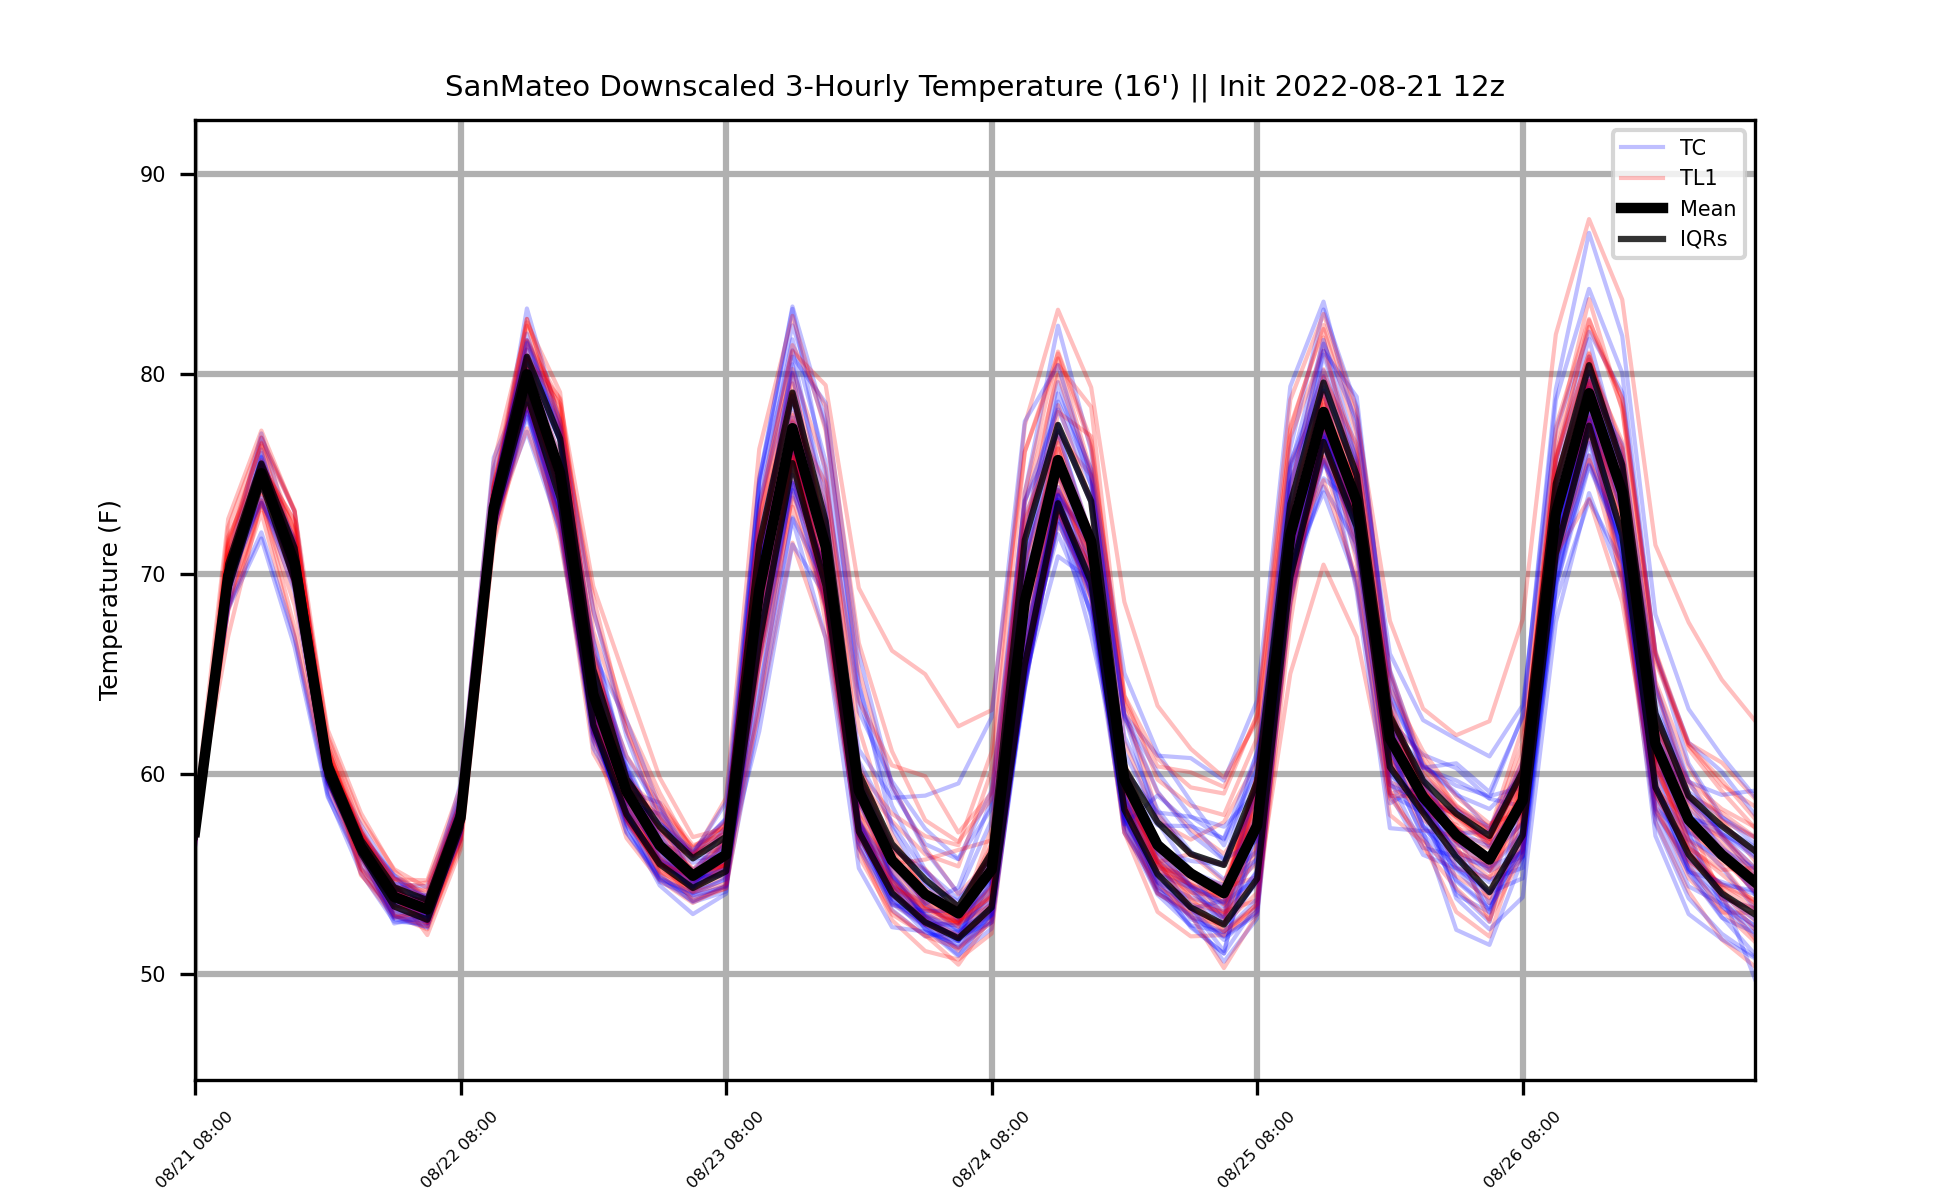 SanMateo Downscaled 3-Hourly Temperature (16') || Init 2022-08-21 12z
TC
TL1
Mean
IQRs
Temperature (F)
90
80
70
60
50
08/21 08:00
08/22 08:00
08/23 08:00
08/24 08:00
08/25 08:00
08/26 08:00